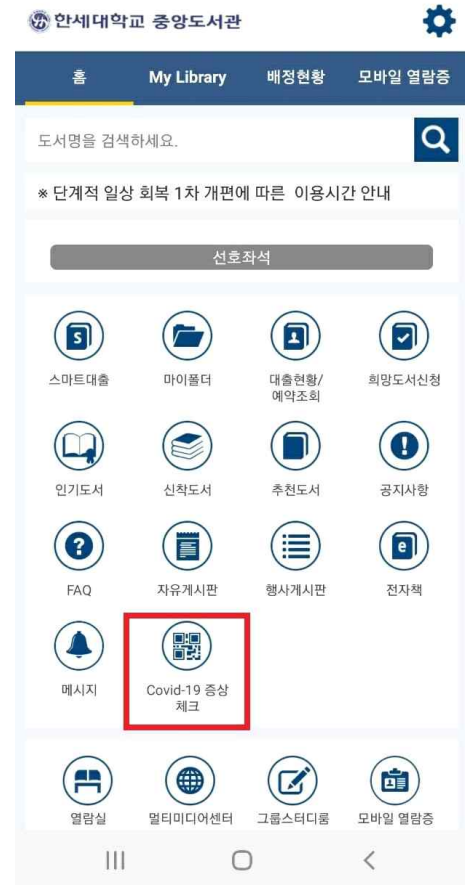 한세대학교 중앙도서관
홈 My Library 배정현황 모바일 열람증
도서명을 검색하세요.
※ 단계적 일상 회복 1차 개편에 따른 이용시간 안내
선호좌석
S
스마트대출 마이폴더 대출현황/ 희망도서신청
예약조회
인기도서 신착도서 추천도서 공지사항
e
FAQ 자유게시판 행사게시판 전자책
메시지 Covid-19 증상
체크
열람실 멀티미디어센터 그룹스터디룸 모바일 열람증